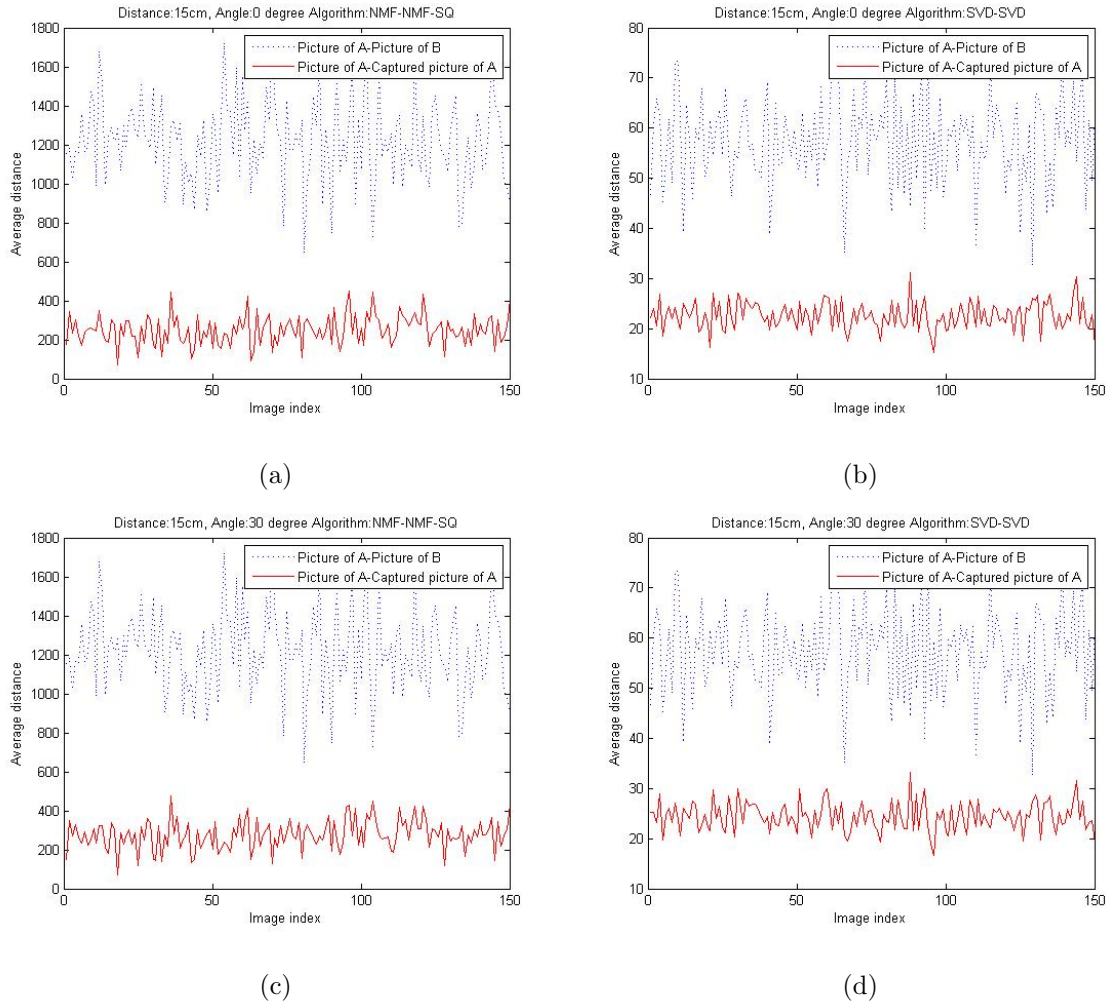 Distance:15cm, Angle:0 degree Algorithm:NMF-NMF-SQ
1800
1600
1400
1200
1000
800
600
400
200
0
Average distance
Picture of A-Picture of B
Picture of A-Captured picture of A
0
50
100
150
Image index
(a)
Distance:15cm, Angle:0 degree Algorithm:SVD-SVD
80
70
60
50
40
30
20
10
Average distance
Picture of A-Picture of B
Picture of A-Captured picture of A
0
50
100
150
Image index
(b)
Distance:15cm, Angle:30 degree Algorithm:NMF-NMF-SQ
1800
1600
1400
1200
1000
800
600
400
200
0
Average distance
Picture of A-Picture of B
Picture of A-Captured picture of A
0
50
100
150
Image index
(c)
Distance:15cm, Angle:30 degree Algorithm:SVD-SVD
80
70
60
50
40
30
20
10
Average distance
Picture of A-Picture of B
Picture of A-Captured picture of A
0
50
100
150
Image index
(d)